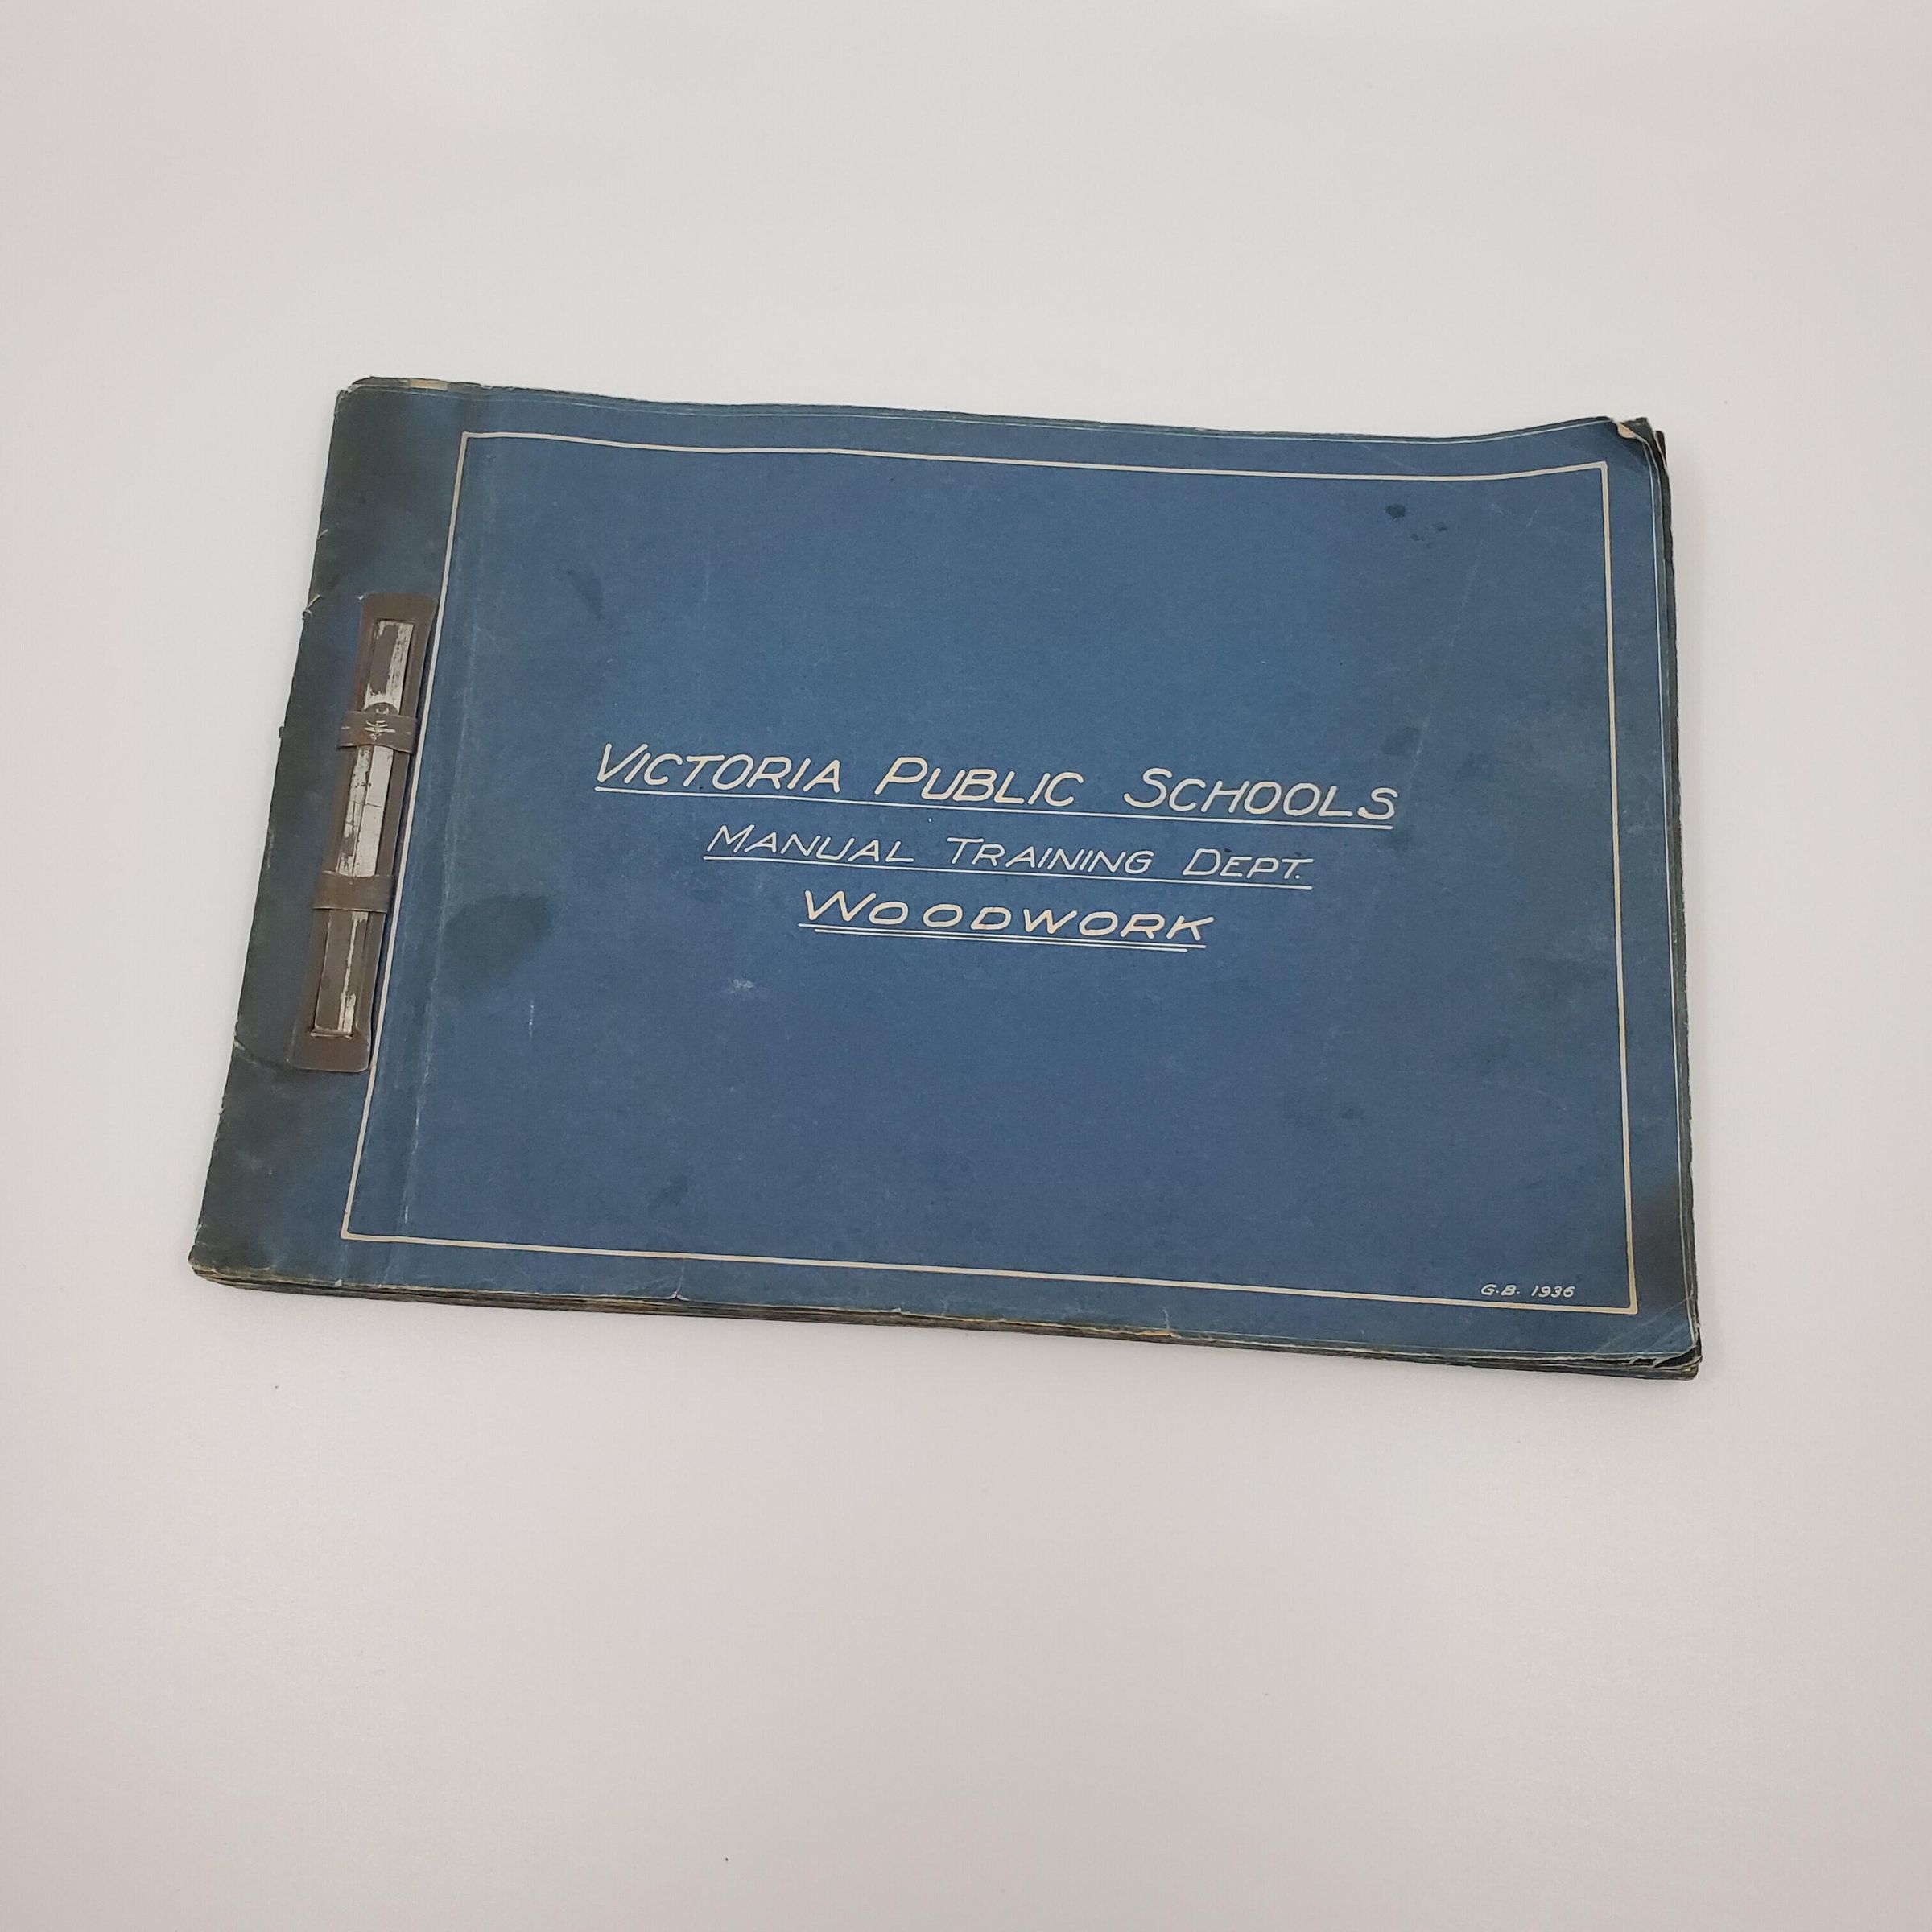 VICTORIA PUBLIC SCHOOLS
MANUAL TRAINING DEPT.
WOODWORK
G.B. 1936